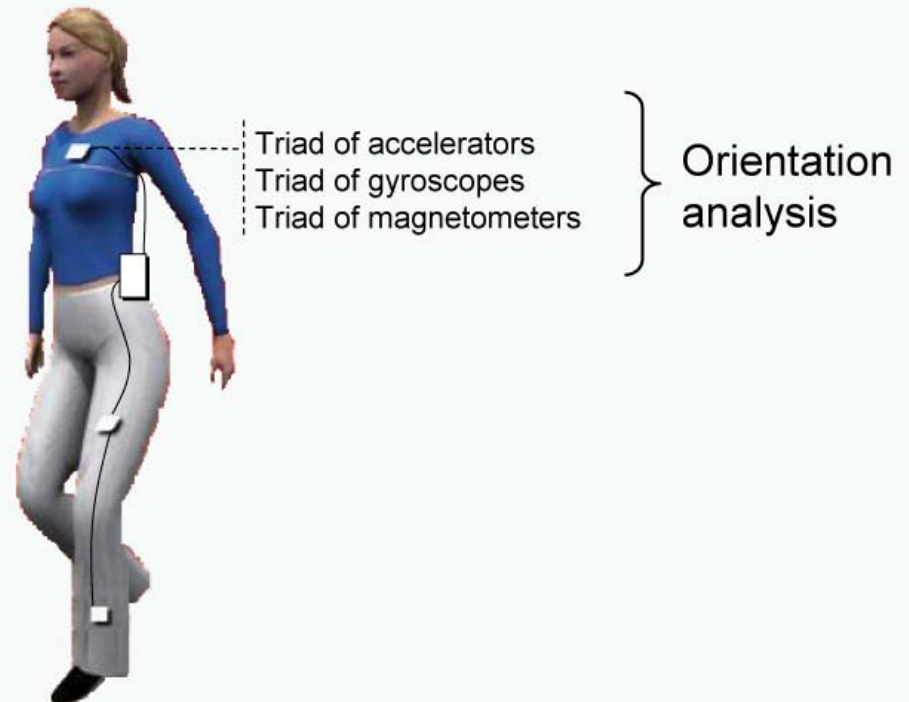 Triad of accelerators
Triad of gyroscopes
Triad of magnetometers
Orientation
analysis